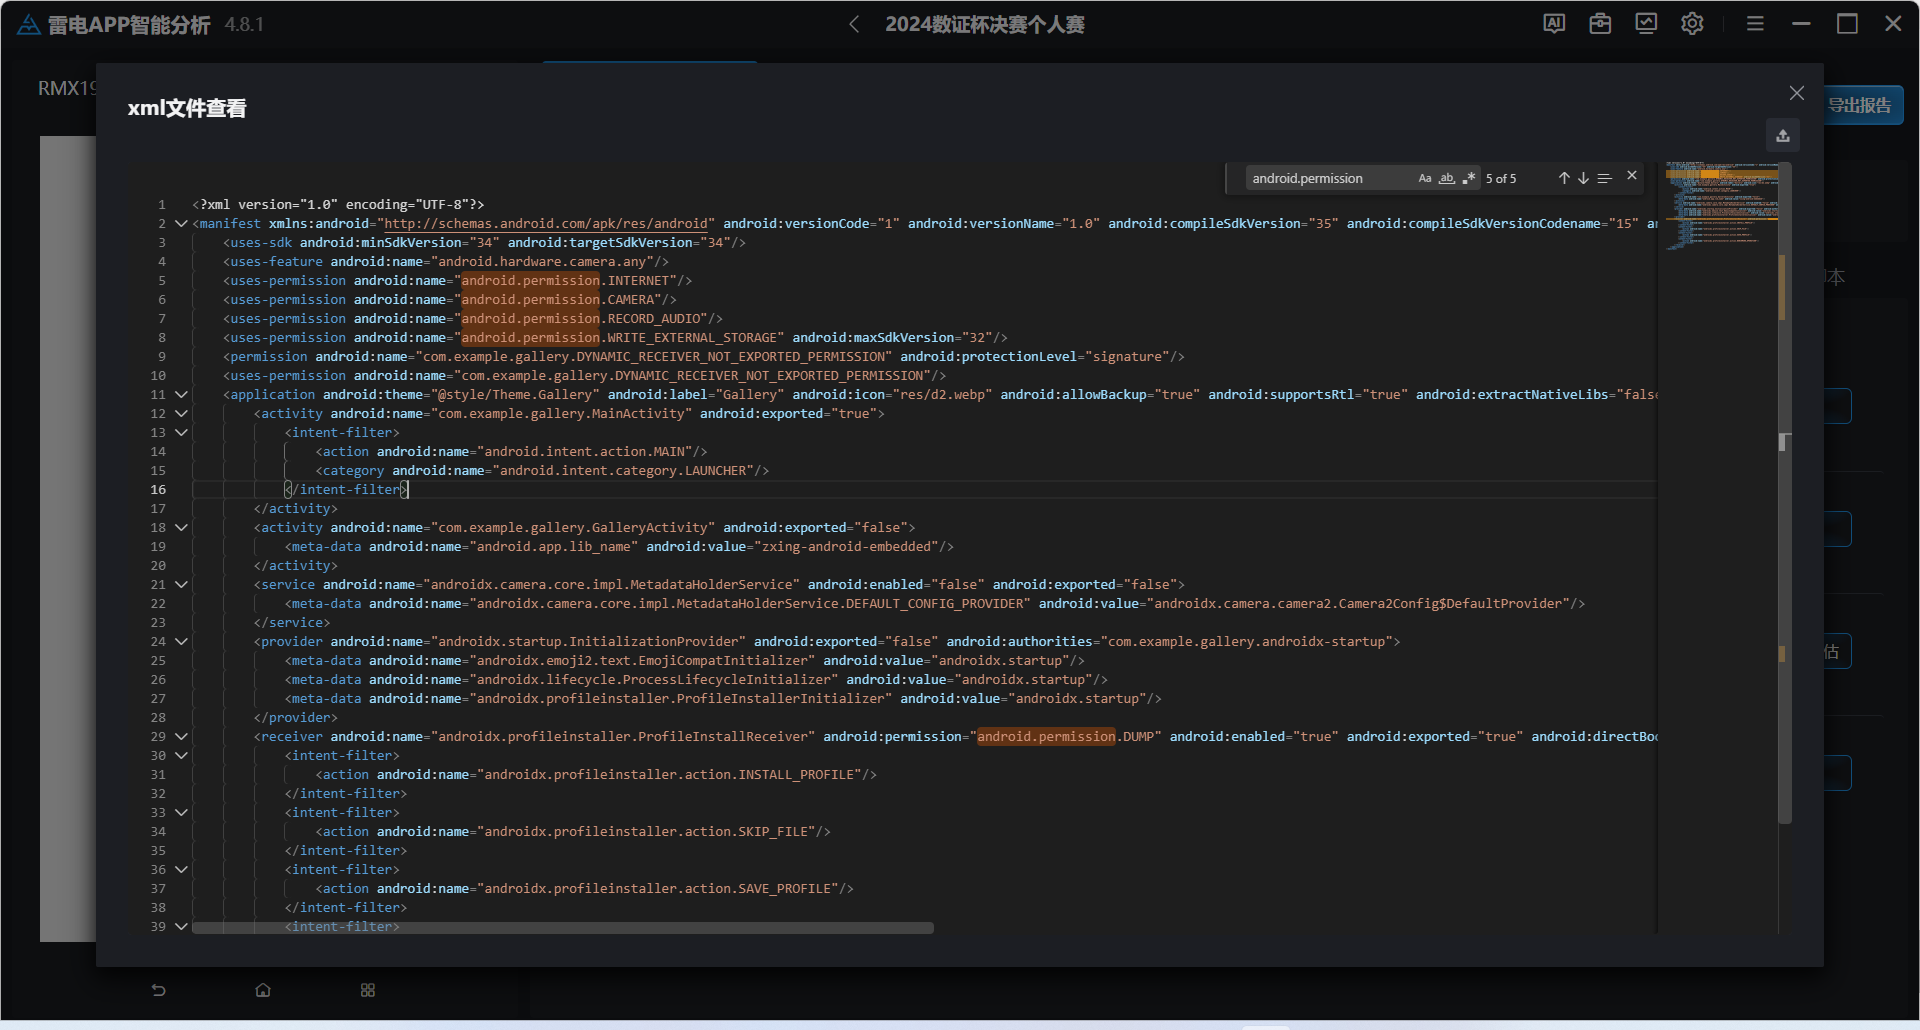 雷电APP智能分析 4.8.1
2024数证杯决赛个人赛
RMX19
导出报告
xml文件查看
android.permission
5 of 5
1 <?xml version="1.0" encoding="UTF-8"?>
2 <manifest xmlns:android="http://schemas.android.com/apk/res/android" android:versionCode="1" android:versionName="1.0" android:compileSdkVersion="35" android:compileSdkVersionCodename="15" a
3 <uses-sdk android:minSdkVersion="34" android:targetSdkVersion="34"/>
4 <uses-feature android:name="android.hardware.camera.any"/>
5 <uses-permission android:name="android.permission.INTERNET"/>
6 <uses-permission android:name="android.permission.CAMERA"/>
7 <uses-permission android:name="android.permission.RECORD_AUDIO"/>
8 <uses-permission android:name="android.permission.WRITE_EXTERNAL_STORAGE" android:maxSdkVersion="32"/>
9 <permission android:name="com.example.gallery.DYNAMIC_RECEIVER_NOT_EXPORTED_PERMISSION" android:protectionLevel="signature"/>
10 <uses-permission android:name="com.example.gallery.DYNAMIC_RECEIVER_NOT_EXPORTED_PERMISSION"/>
11 <application android:theme="@style/Theme.Gallery" android:label="Gallery" android:icon="res/d2.webp" android:allowBackup="true" android:supportsRtl="true" android:extractNativeLibs="false
12 <activity android:name="com.example.gallery.MainActivity" android:exported="true">
13 <intent-filter>
14 <action android:name="android.intent.action.MAIN"/>
15 <category android:name="android.intent.category.LAUNCHER"/>
16 </intent-filter>
17 </activity>
18 <activity android:name="com.example.gallery.GalleryActivity" android:exported="false">
19 <meta-data android:name="android.app.lib_name" android:value="zxing-android-embedded"/>
20 </activity>
21 <service android:name="androidx.camera.core.impl.MetadataHolderService" android:enabled="false" android:exported="false">
22 <meta-data android:name="androidx.camera.core.impl.MetadataHolderService.DEFAULT_CONFIG_PROVIDER" android:value="androidx.camera.camera2.Camera2Config$DefaultProvider"/>
23 </service>
24 <provider android:name="androidx.startup.InitializationProvider" android:exported="false" android:authorities="com.example.gallery.androidx-startup">
25 <meta-data android:name="androidx.emoji2.text.EmojiCompatInitializer" android:value="androidx.startup"/>
26 <meta-data android:name="androidx.lifecycle.ProcessLifecycleInitializer" android:value="androidx.startup"/>
27 <meta-data android:name="androidx.profileinstaller.ProfileInstallerInitializer" android:value="androidx.startup"/>
28 </provider>
29 <receiver android:name="androidx.profileinstaller.ProfileInstallReceiver" android:permission="android.permission.DUMP" android:enabled="true" android:exported="true" android:directBoo
30 <intent-filter>
31 <action android:name="androidx.profileinstaller.action.INSTALL_PROFILE"/>
32 </intent-filter>
33 <intent-filter>
34 <action android:name="androidx.profileinstaller.action.SKIP_FILE"/>
35 </intent-filter>
36 <intent-filter>
37 <action android:name="androidx.profileinstaller.action.SAVE_PROFILE"/>
38 </intent-filter>
39 <intent-filter>
本
估